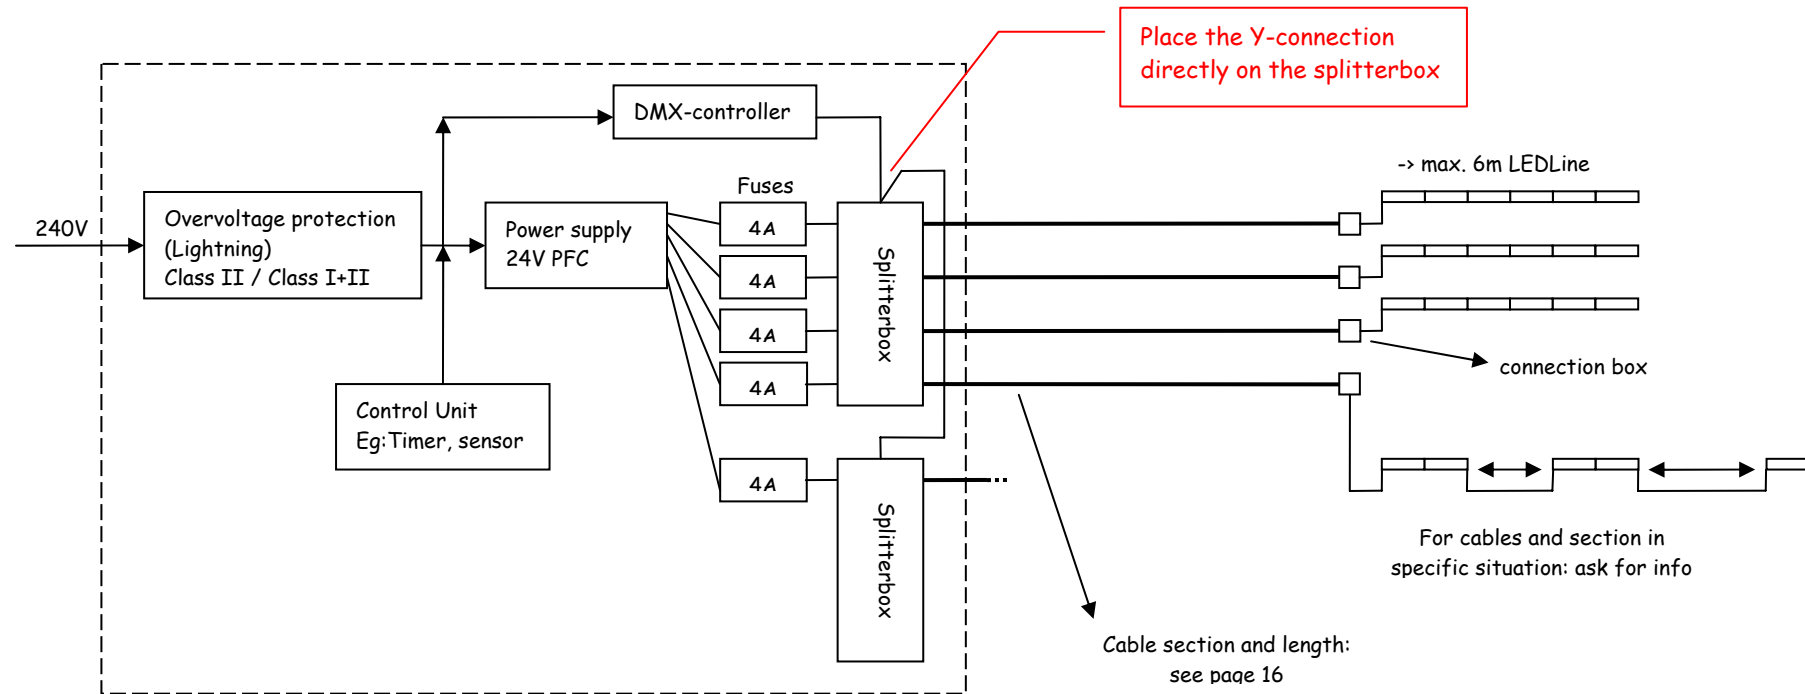 Place the Y-connection
directly on the splitterbox
DMX-controller
-> max. 6m LEDLine
Fuses
240V
Overvoltage protection
(Lightning)
Class II / Class I+II
Power supply
24V PFC
4A
4A
4A
4A
Splitterbox
connection box
Control Unit
Eg:Timer, sensor
4A
Splitterbox
For cables and section in
specific situation: ask for info
Cable section and length:
see page 16